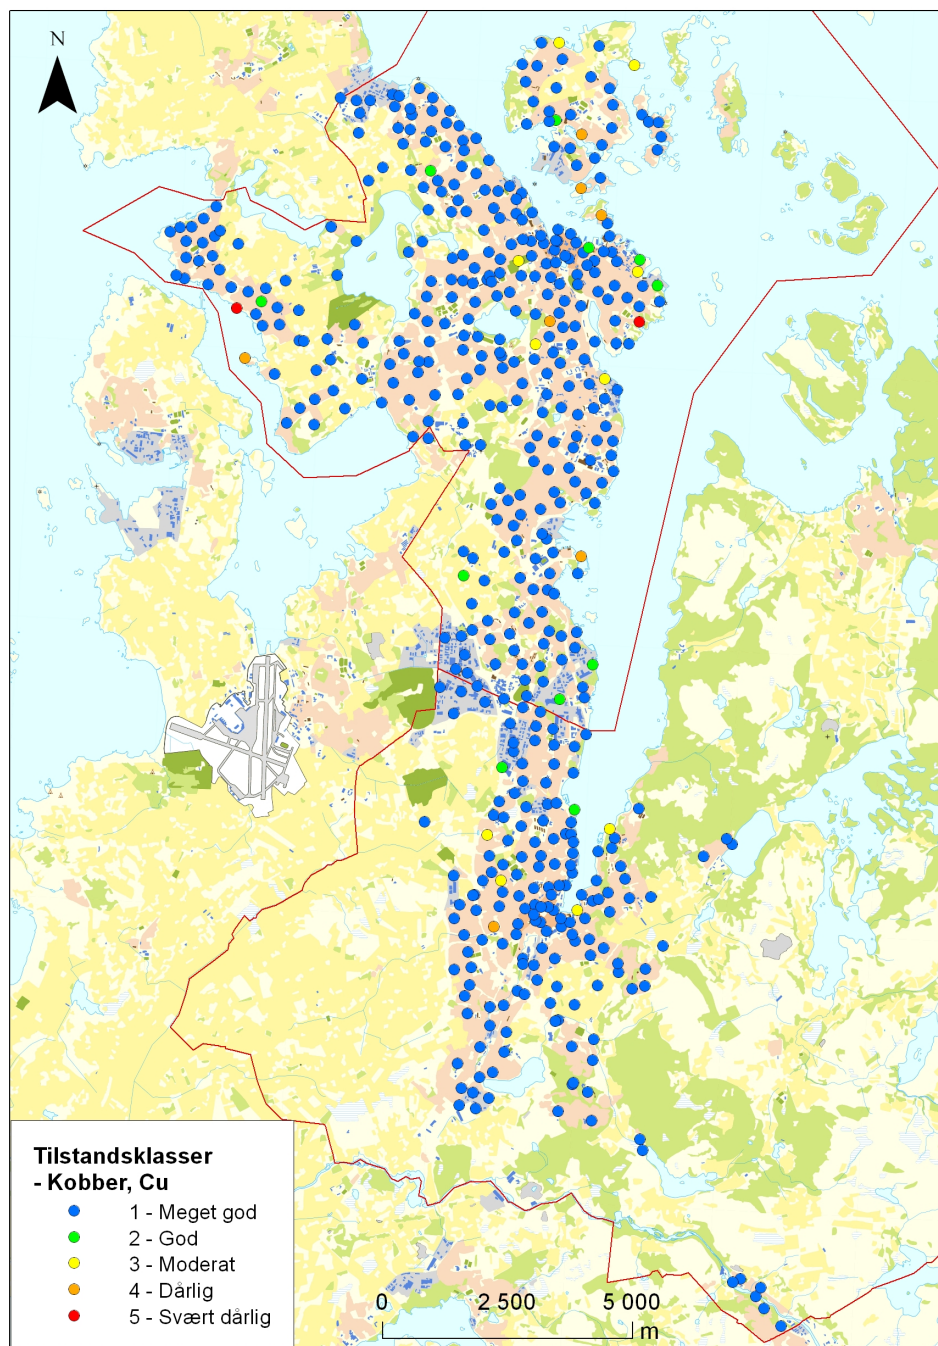 N
Tilstandsklasser
- Kobber, Cu
1 - Meget god
2 - God
3 - Moderat
4 - Dårlig
5 - Svært dårlig
0 2 500 5 000
m